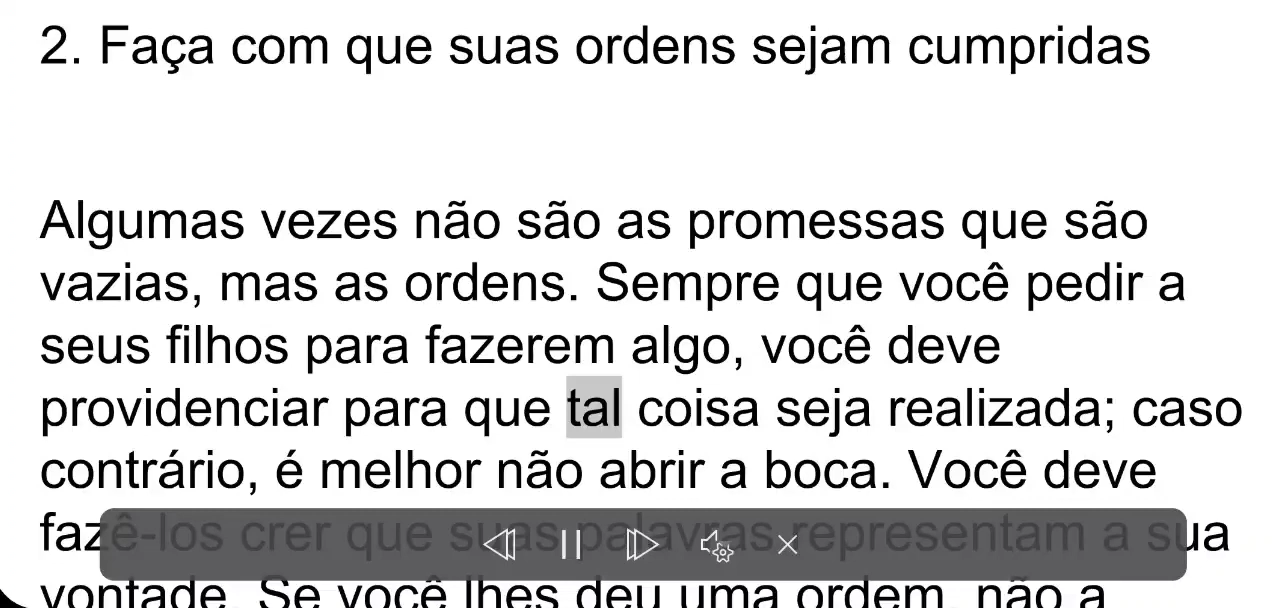 2. Faça com que suas ordens sejam cumpridas
Algumas vezes não são as promessas que são
vazias, mas as ordens. Sempre que você pedir a
seus filhos para fazerem algo, você deve
providenciar para que tal coisa seja realizada; caso
contrário, é melhor não abrir a boca. Você deve
fazê-los crer que suas palavras representam a sua
vontade. Se você lhes deu uma ordem, não a